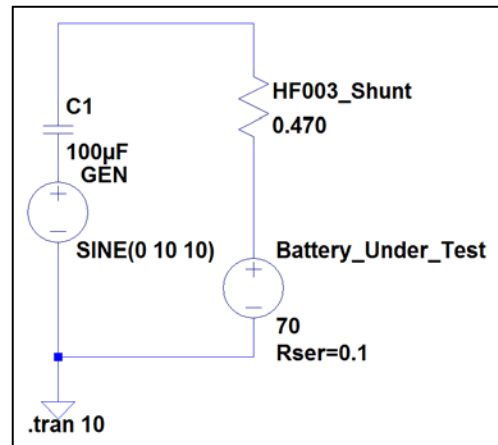 C1
100µF
GEN
SINE(0 10 10)
HF003_Shunt
0.470
Battery_Under_Test
70
Rser=0.1
.tran 10